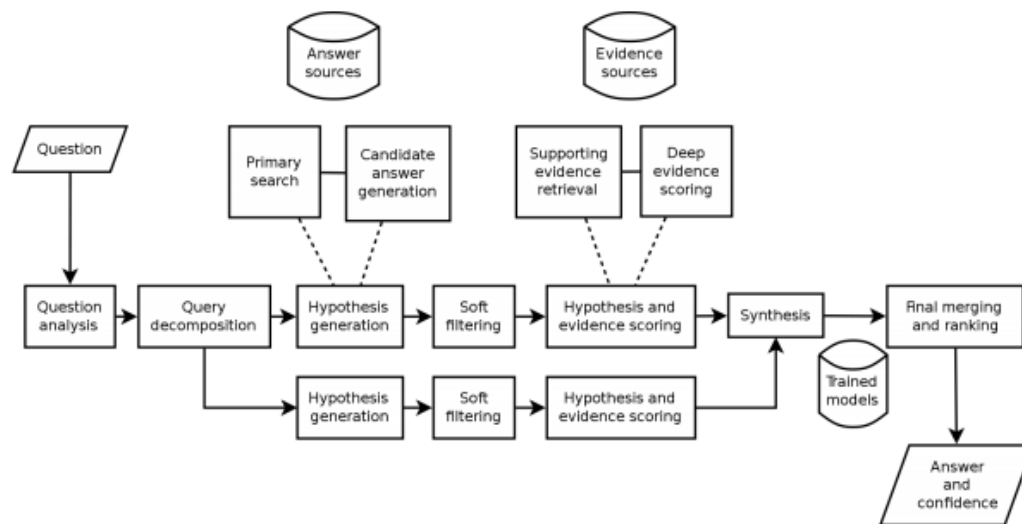 Answer
sources
Evidence
sources
Question
Primary
search
Candidate
answer
generation
Supporting
evidence
retrieval
Deep
evidence
scoring
Question
analysis
Query
decomposition
Hypothesis
generation
Soft
filtering
Hypothesis and
evidence scoring
Synthesis
Final merging
and ranking
Trained
models
Hypothesis
generation
Soft
filtering
Hypothesis and
evidence scoring
Answer
and
confidence